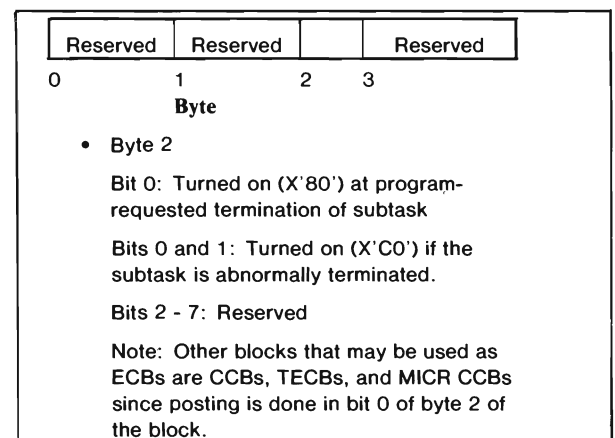 Reserved Reserved Reserved
0 1 2 3
Byte
• Byte 2
Bit 0: Turned on (X'80') at program-
requested termination of subtask
Bits 0 and 1: Turned on (X'C0') if the
subtask is abnormally terminated.
Bits 2 - 7: Reserved
Note: Other blocks that may be used as
ECBs are CCBs, TECBs, and MICR CCBs
since posting is done in bit 0 of byte 2 of
the block.